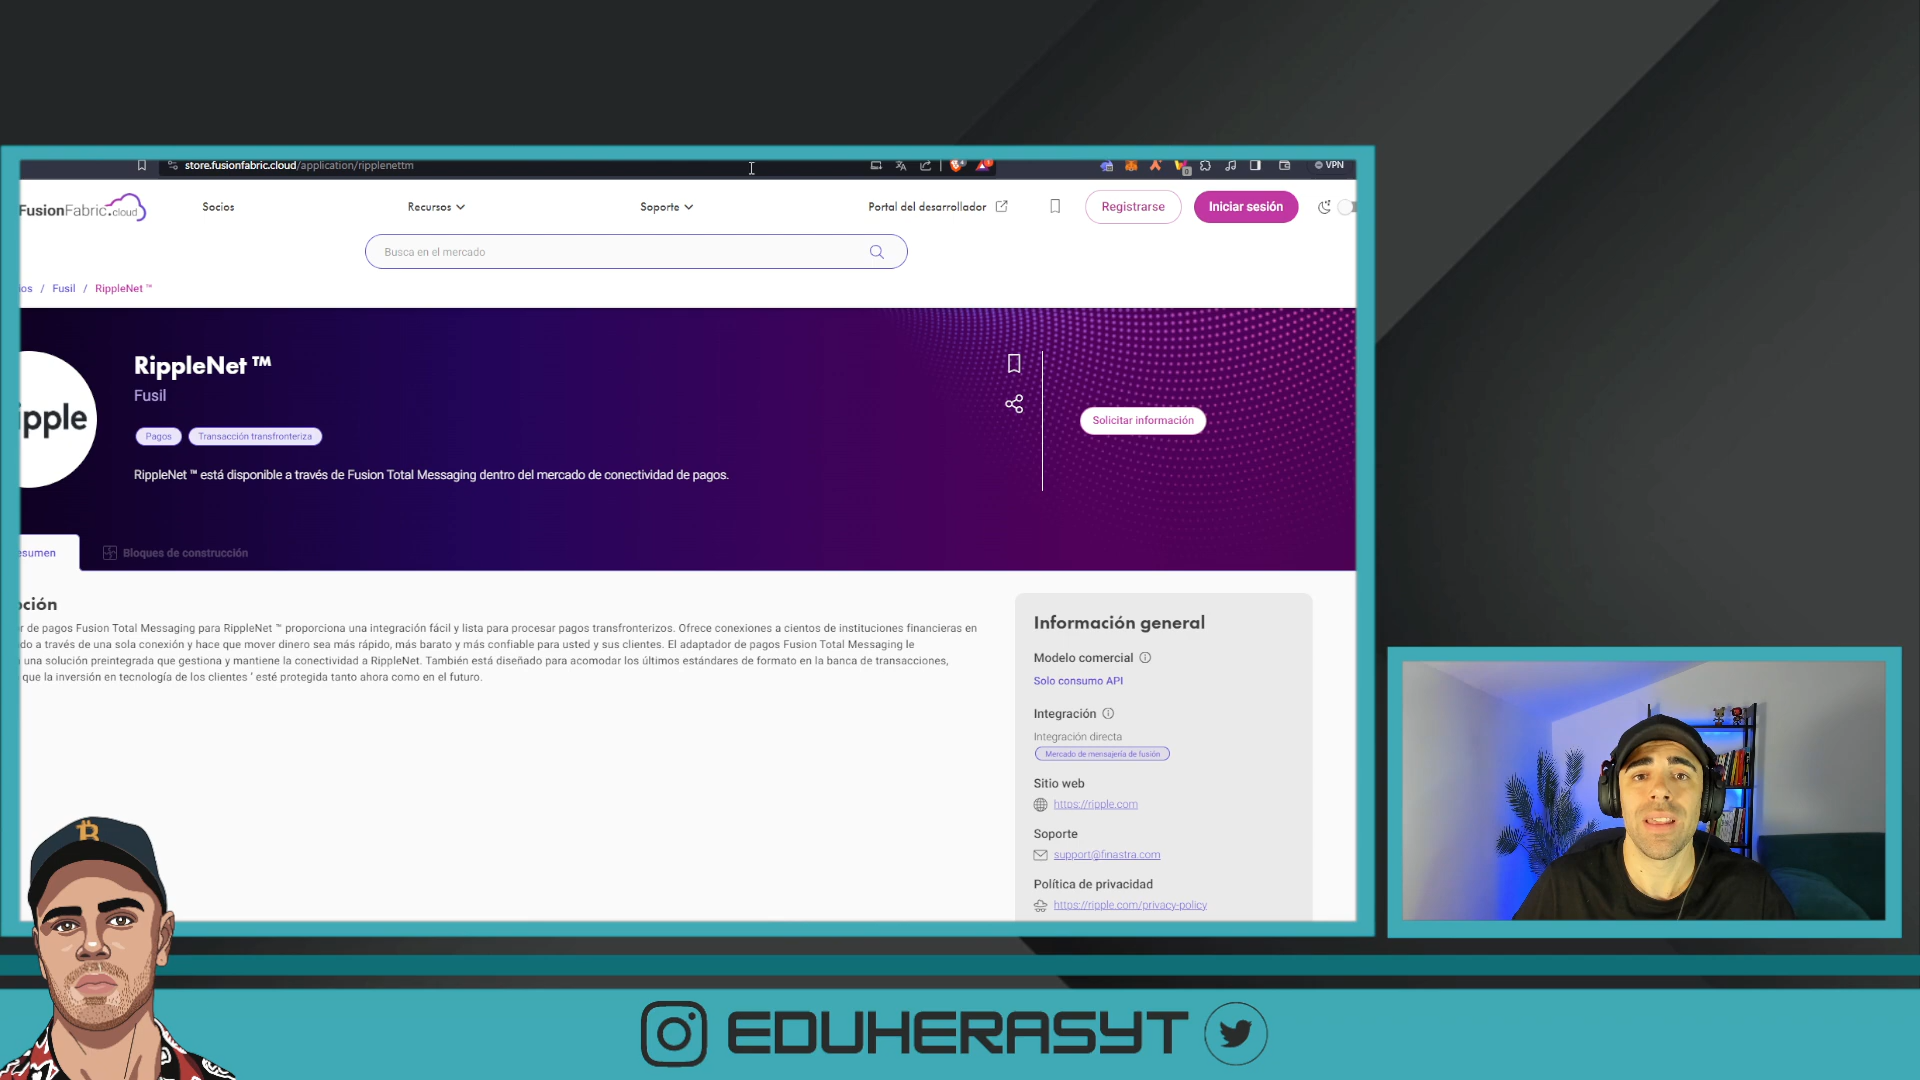 store.fusionfabric.cloud/application/ripplenettm
VPN
FusionFabric.cloud
Socios
Recursos
Soporte
Portal del desarrollador
Registrarse
Iniciar sesión
Busca en el mercado
ios / Fusil / RippleNet ™
ipple
RippleNet ™
Fusil
Pagos
Transacción transfronteriza
RippleNet ™ está disponible a través de Fusion Total Messaging dentro del mercado de conectividad de pagos.
Solicitar información
esumen
Bloques de construcción
oción
r de pagos Fusion Total Messaging para RippleNet ™ proporciona una integración fácil y lista para procesar pagos transfronterizos. Ofrece conexiones a cientos de instituciones financieras en
do a través de una sola conexión y hace que mover dinero sea más rápido, más barato y más confiable para usted y sus clientes. El adaptador de pagos Fusion Total Messaging le
una solución preintegrada que gestiona y mantiene la conectividad a RippleNet. También está diseñado para acomodar los últimos estándares de formato en la banca de transacciones,
que la inversión en tecnología de los clientes ' esté protegida tanto ahora como en el futuro.
Información general
Modelo comercial
Solo consumo API
Integración
Integración directa
Mercado de mensajería de fusión
Sitio web
https://ripple.com
Soporte
support@finastra.com
Política de privacidad
https://ripple.com/privacy-policy
EDUHERASYT